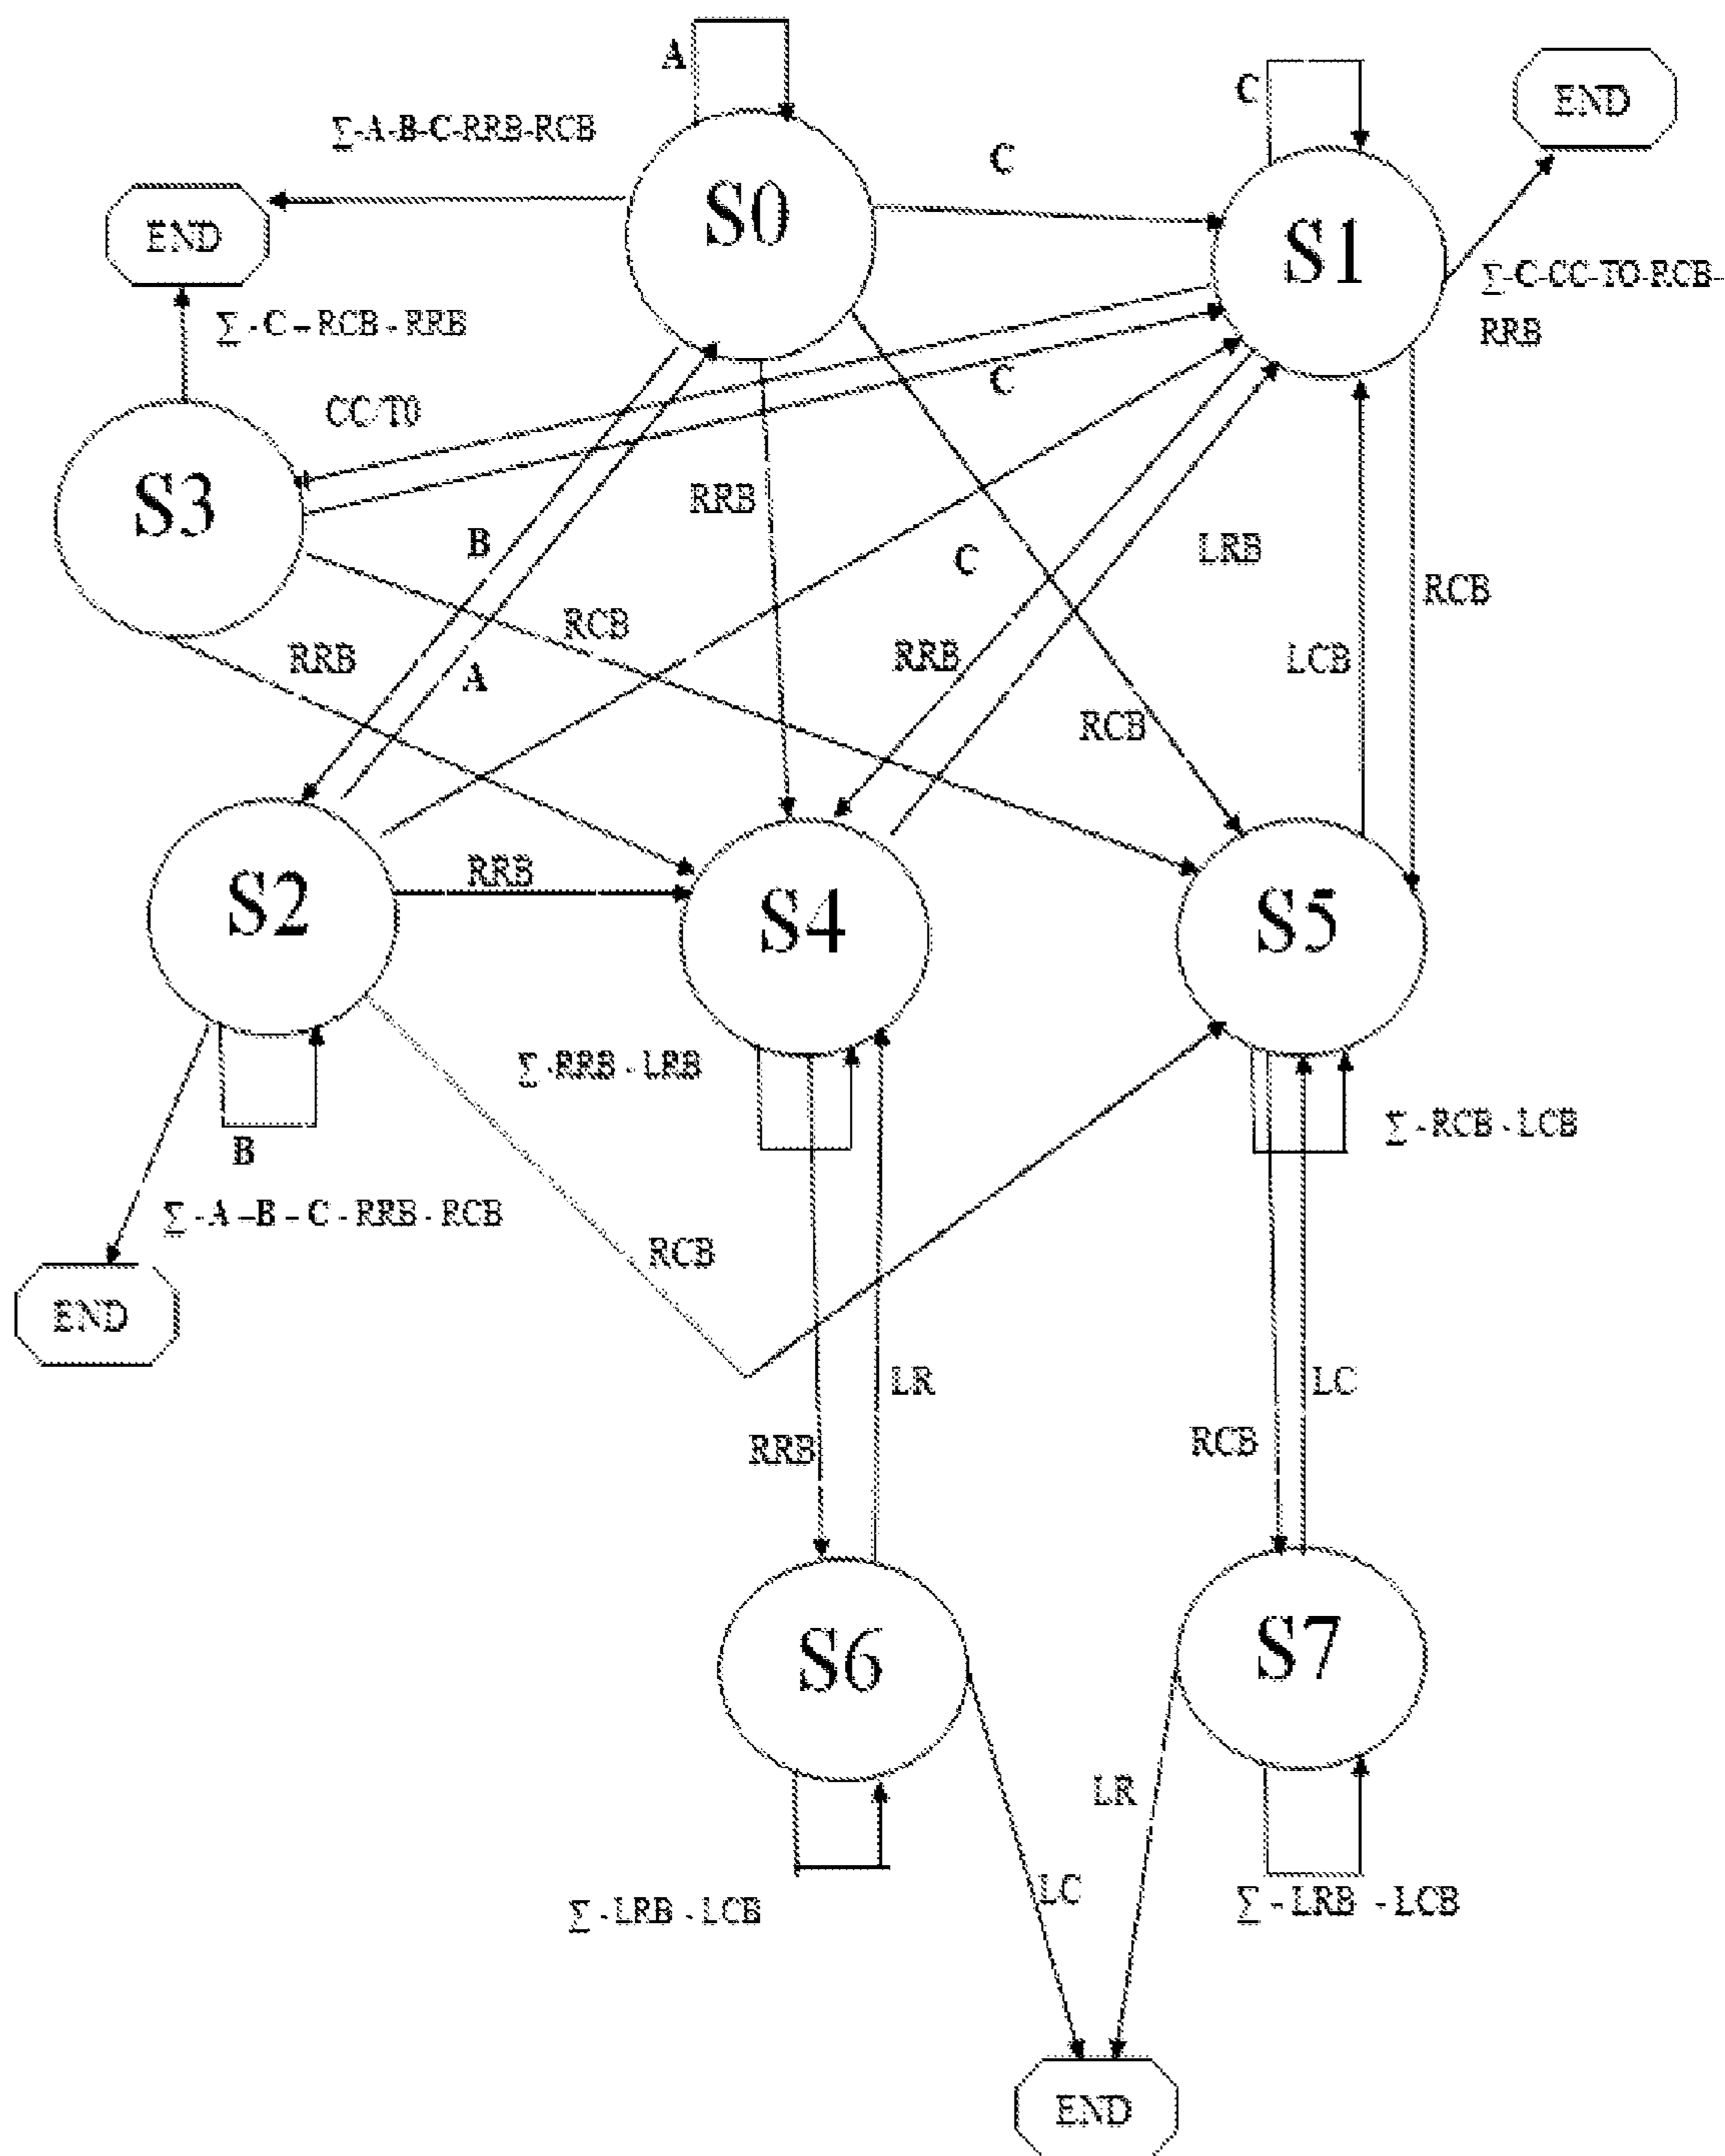 A
C
END
∑-A-B-C-RRB-RCB
C
S0
S1
END
∑-C-CC-TO-RCB-
RRB
∑ - C – RCB - RRB
C
CC/T0
S3
RRB
B
C
LRB
RCB
RCB
RRB
RRB
LCB
A
RCB
RRB
S2
S4
S5
∑ -RRB - LRB
∑ - RCB - LCB
B
∑ - A –B – C - RRB - RCB
RCB
END
LR
LC
RRB
RCB
S6
S7
LR
LC
∑ - LRB - LCB
∑ - LRB - LCB
END